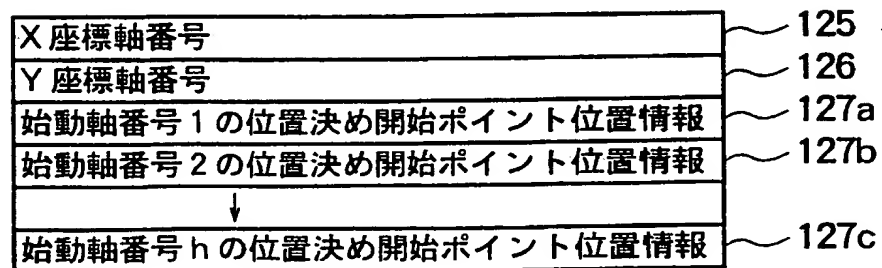 X座標軸番号 125
Y座標軸番号 126
始動軸番号1の位置決め開始ポイント位置情報 127a
始動軸番号2の位置決め開始ポイント位置情報 127b
↓
始動軸番号hの位置決め開始ポイント位置情報 127c